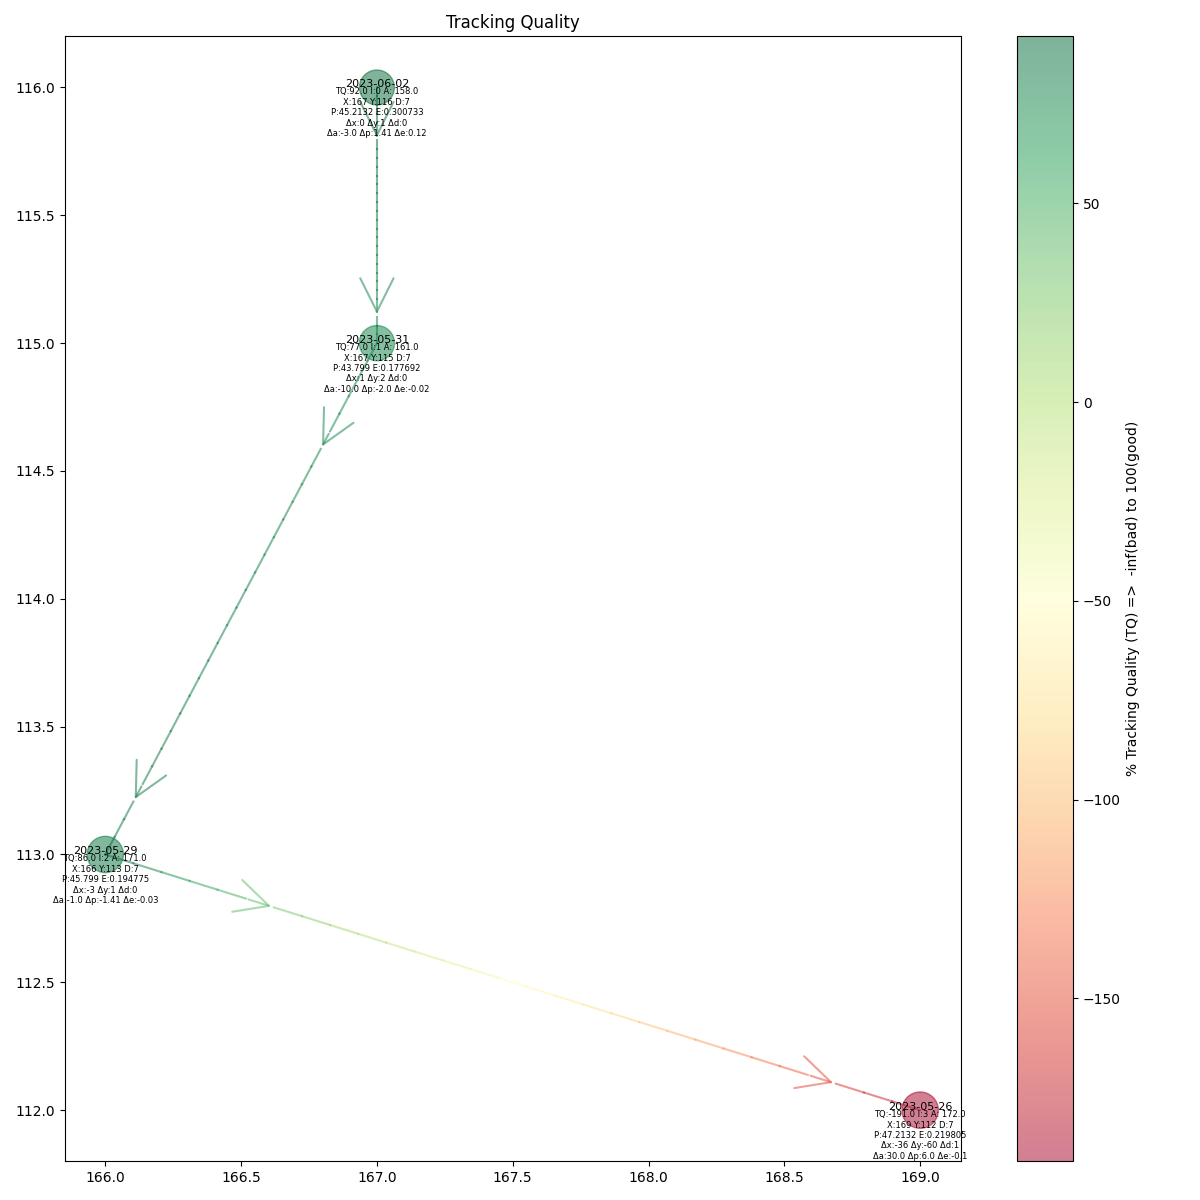 Tracking Quality
116.0
115.5
115.0
114.5
114.0
113.5
113.0
112.5
112.0
2023-06-02
TQ:92.0 I:0 A: 158.0
X:167 Y:116 D:7
P:45.2132 E:0.300733
Δx:0 Δy:1 Δd:0
Δa:-3.0 Δp:1.41 Δe:0.12
2023-05-31
TQ:77.0 I:1 A: 161.0
X:167 Y:115 D:7
P:43.799 E:0.177692
Δx:1 Δy:2 Δd:0
Δa:-10.0 Δp:-2.0 Δe:-0.02
2023-05-29
TQ:86.0 I:2 A: 171.0
X:166 Y:113 D:7
P:45.799 E:0.194775
Δx:-3 Δy:1 Δd:0
Δa:-1.0 Δp:-1.41 Δe:-0.03
2023-05-26
TQ:-191.0 I:3 A: 172.0
X:169 Y:112 D:7
P:47.2132 E:0.219805
Δx:-36 Δy:-60 Δd:1
Δa:30.0 Δp:6.0 Δe:-0.1
166.0 166.5 167.0 167.5 168.0 168.5 169.0
50
0
−50
−100
−150
% Tracking Quality (TQ) => -inf(bad) to 100(good)